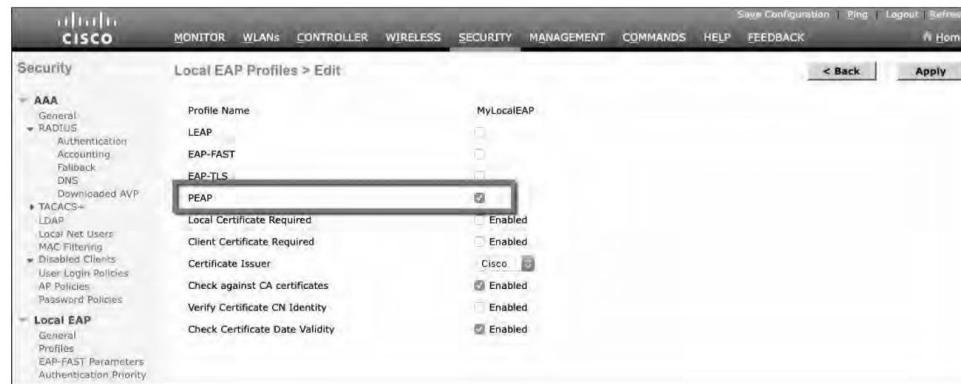 Save Configuration Ping Logout Refres
CISCO MONITOR WLANs CONTROLLER WIRELESS SECURITY MANAGEMENT COMMANDS HELP FEEDBACK Hom
Security
Local EAP Profiles > Edit
< Back Apply
AAA
General
RADIUS
Authentication
Accounting
Fallback
DNS
Downloaded AVP
TACACS+
LDAP
Local Net Users
MAC Filtering
Disabled Clients
User Login Policies
AP Policies
Password Policies
Local EAP
General
Profiles
EAP-FAST Parameters
Authentication Priority
Profile Name MyLocalEAP
LEAP
EAP-FAST
EAP-TLS
PEAP
Local Certificate Required Enabled
Client Certificate Required Enabled
Certificate Issuer Cisco
Check against CA certificates Enabled
Verify Certificate CN Identity Enabled
Check Certificate Date Validity Enabled